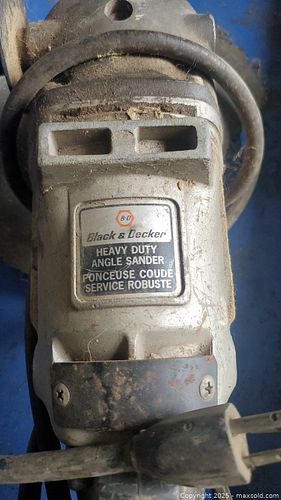 B&D
Black & Decker
HEAVY DUTY
ANGLE SANDER
PONCEUSE COUDÉ
SERVICE ROBUSTE
Copyright 2025 - maxsold.com